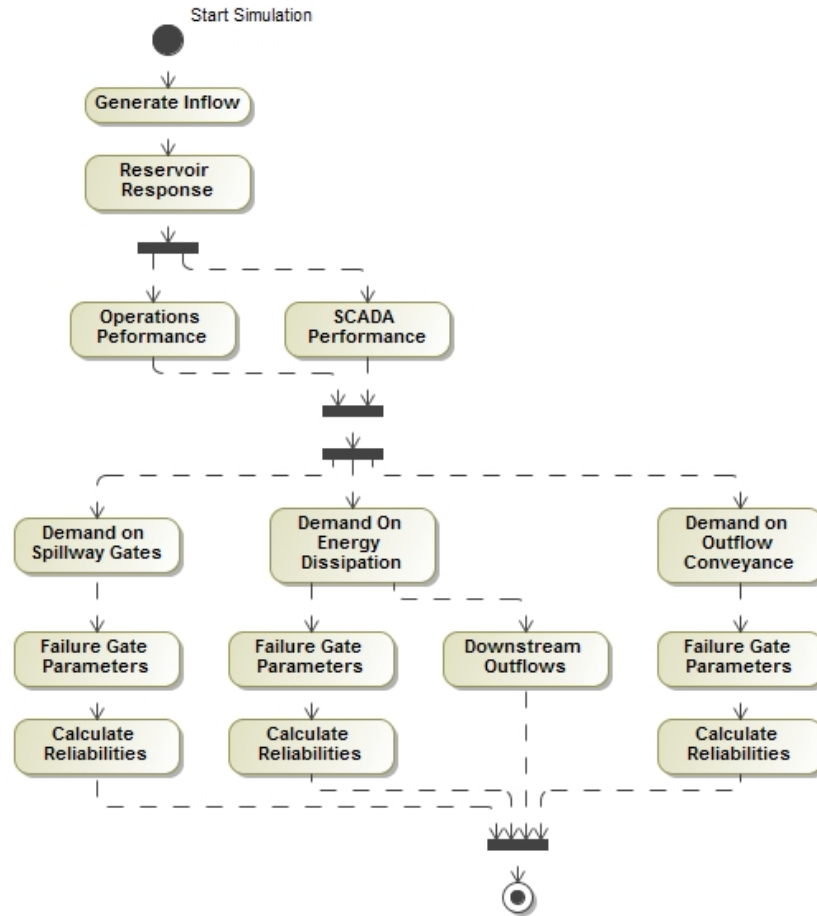 Start Simulation
Generate Inflow
Reservoir
Response
Operations
Peformance
SCADA
Performance
Demand on
Spillway Gates
Demand On
Energy
Dissipation
Demand on
Outflow
Conveyance
Failure Gate
Parameters
Failure Gate
Parameters
Downstream
Outflows
Failure Gate
Parameters
Calculate
Reliabilities
Calculate
Reliabilities
Calculate
Reliabilities